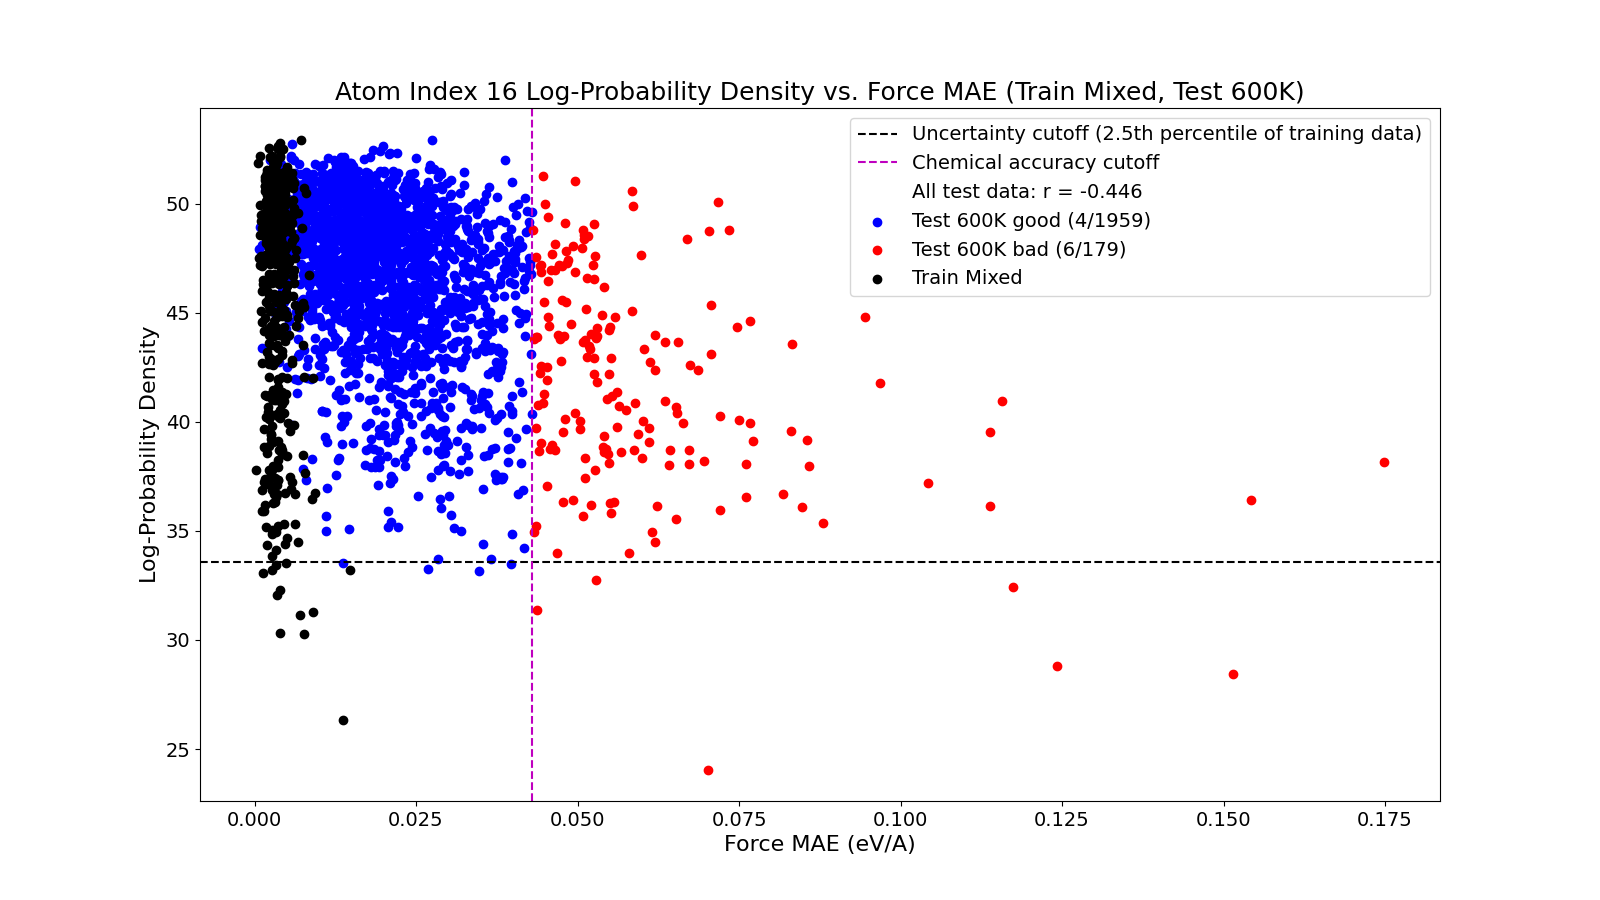 Atom Index 16 Log-Probability Density vs. Force MAE (Train Mixed, Test 600K)
Uncertainty cutoff (2.5th percentile of training data)
Chemical accuracy cutoff
All test data: r = -0.446
Test 600K good (4/1959)
Test 600K bad (6/179)
Train Mixed
Log-Probability Density
50
45
40
35
30
25
0.000 0.025 0.050 0.075 0.100 0.125 0.150 0.175
Force MAE (eV/A)